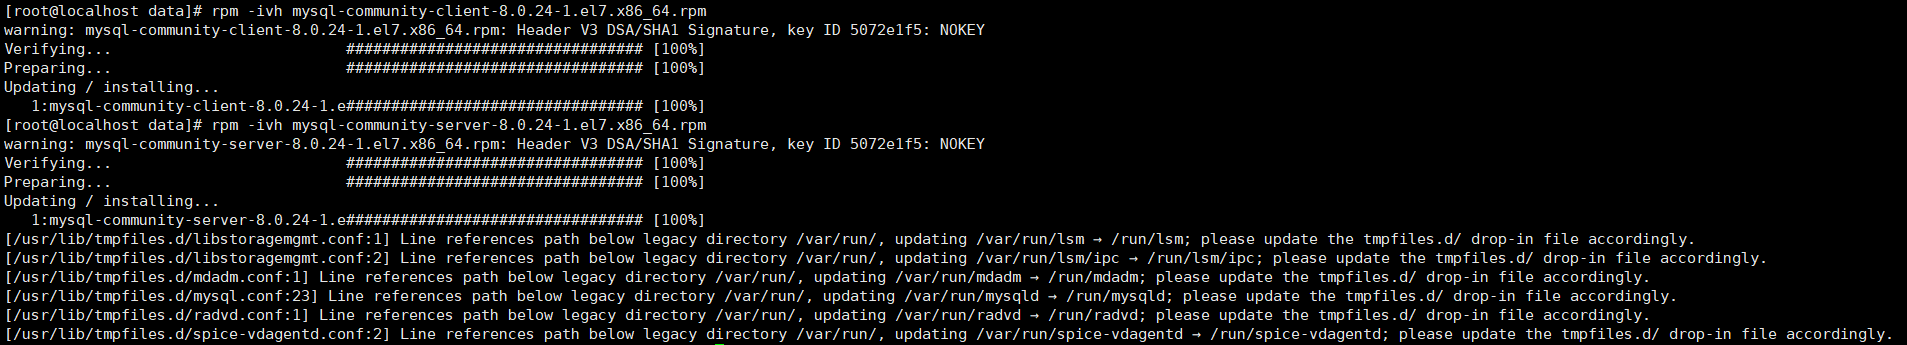 [root@localhost data]# rpm -ivh mysql-community-client-8.0.24-1.el7.x86_64.rpm
warning: mysql-community-client-8.0.24-1.el7.x86_64.rpm: Header V3 DSA/SHA1 Signature, key ID 5072e1f5: NOKEY
Verifying...                          ################################# [100%]
Preparing...                          ################################# [100%]
Updating / installing...
   1:mysql-community-client-8.0.24-1.e################################# [100%]
[root@localhost data]# rpm -ivh mysql-community-server-8.0.24-1.el7.x86_64.rpm
warning: mysql-community-server-8.0.24-1.el7.x86_64.rpm: Header V3 DSA/SHA1 Signature, key ID 5072e1f5: NOKEY
Verifying...                          ################################# [100%]
Preparing...                          ################################# [100%]
Updating / installing...
   1:mysql-community-server-8.0.24-1.e################################# [100%]
[/usr/lib/tmpfiles.d/libstoragemgmt.conf:1] Line references path below legacy directory /var/run/, updating /var/run/lsm → /run/lsm; please update the tmpfiles.d/ drop-in file accordingly.
[/usr/lib/tmpfiles.d/libstoragemgmt.conf:2] Line references path below legacy directory /var/run/, updating /var/run/lsm/ipc → /run/lsm/ipc; please update the tmpfiles.d/ drop-in file accordingly.
[/usr/lib/tmpfiles.d/mdadm.conf:1] Line references path below legacy directory /var/run/, updating /var/run/mdadm → /run/mdadm; please update the tmpfiles.d/ drop-in file accordingly.
[/usr/lib/tmpfiles.d/mysql.conf:23] Line references path below legacy directory /var/run/, updating /var/run/mysqld → /run/mysqld; please update the tmpfiles.d/ drop-in file accordingly.
[/usr/lib/tmpfiles.d/radvd.conf:1] Line references path below legacy directory /var/run/, updating /var/run/radvd → /run/radvd; please update the tmpfiles.d/ drop-in file accordingly.
[/usr/lib/tmpfiles.d/spice-vdagentd.conf:2] Line references path below legacy directory /var/run/, updating /var/run/spice-vdagentd → /run/spice-vdagentd; please update the tmpfiles.d/ drop-in file accordingly.